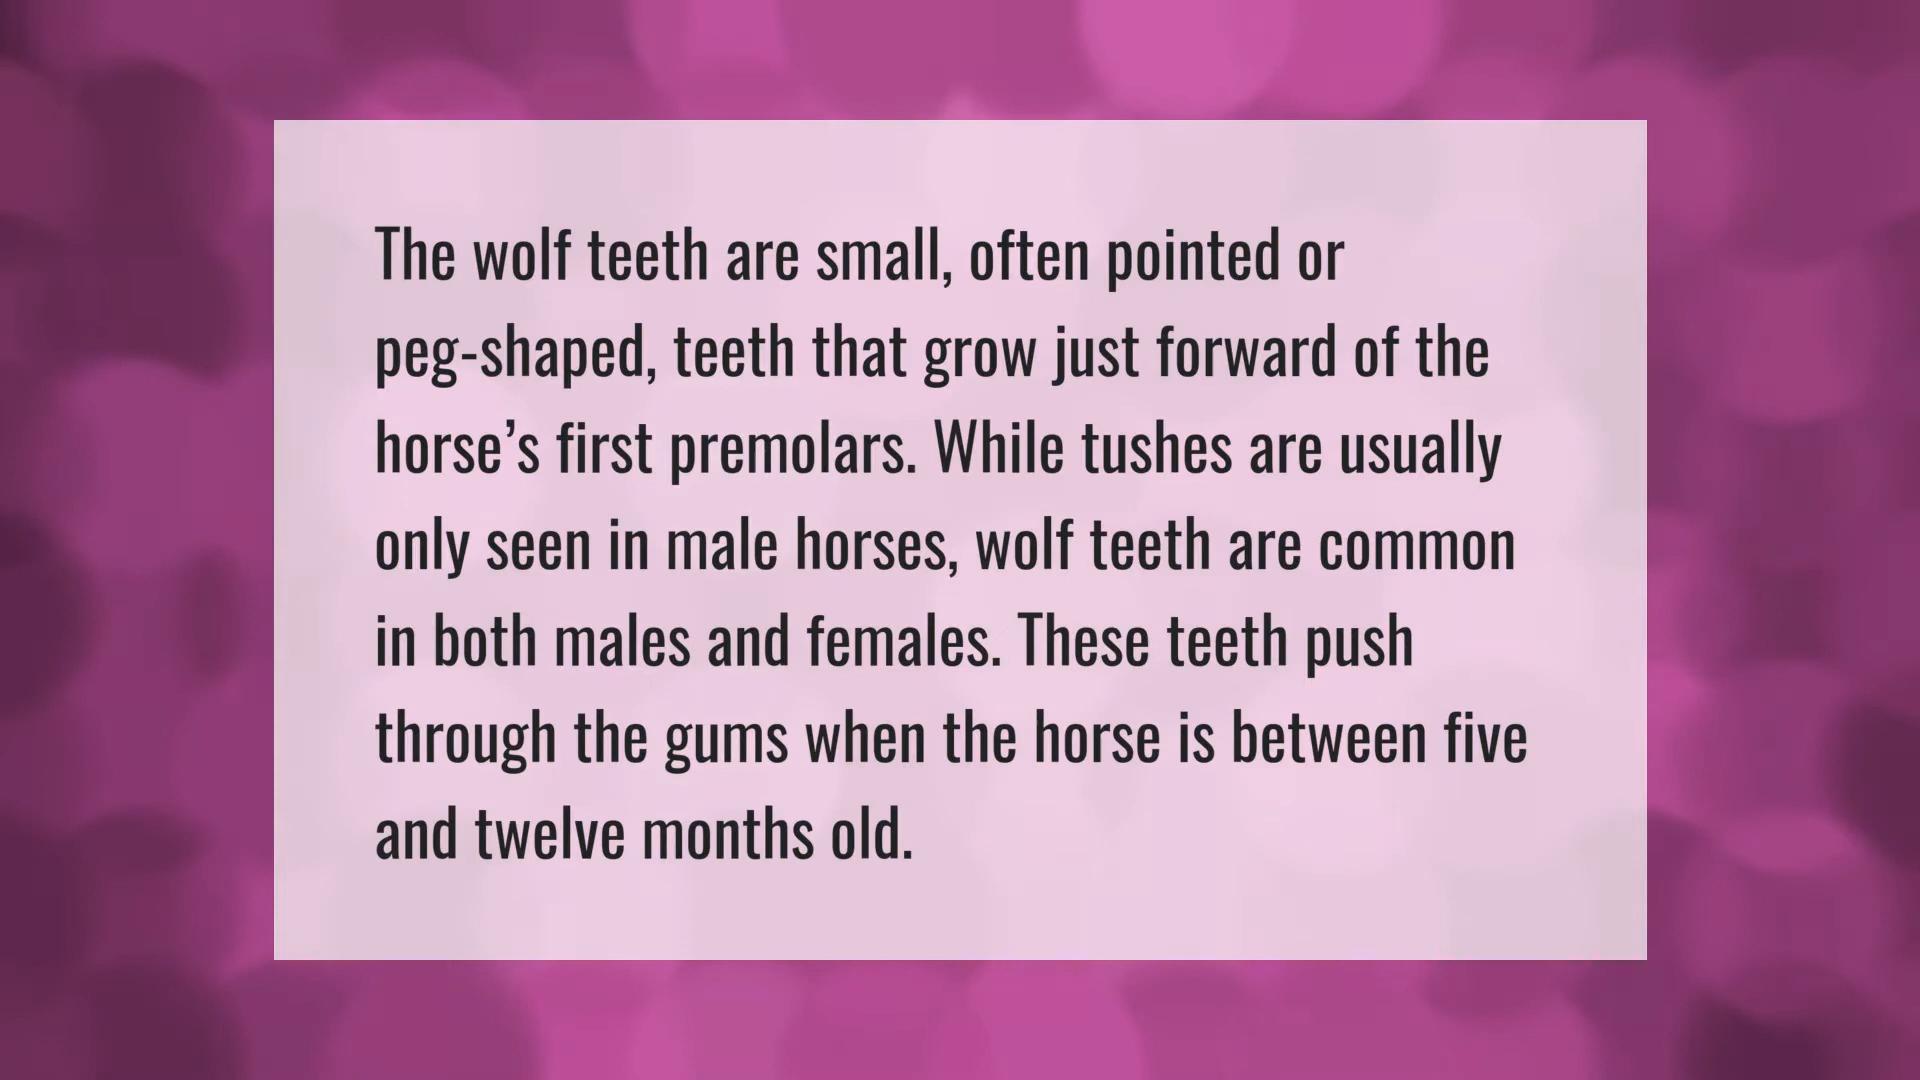 The wolf teeth are small, often pointed or
peg-shaped, teeth that grow just forward of the
horse’s first premolars. While tushes are usually
only seen in male horses, wolf teeth are common
in both males and females. These teeth push
through the gums when the horse is between five
and twelve months old.